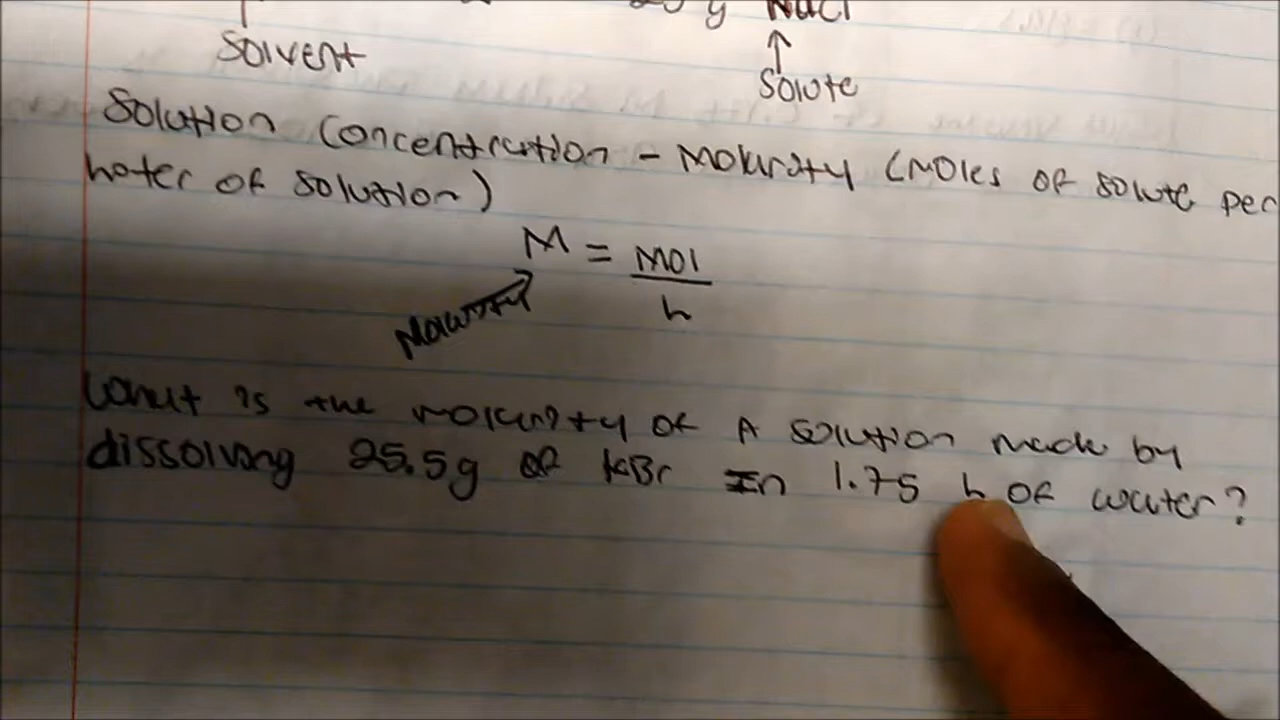 g NaCl
Solvent
Solute
Solution Concentration - Molarity (Moles of solute per
Liter of solution)
M = mol
L
Molarity
What is the molarity of A solution made by
dissolving 25.5g of KBr In 1.75 L of water?